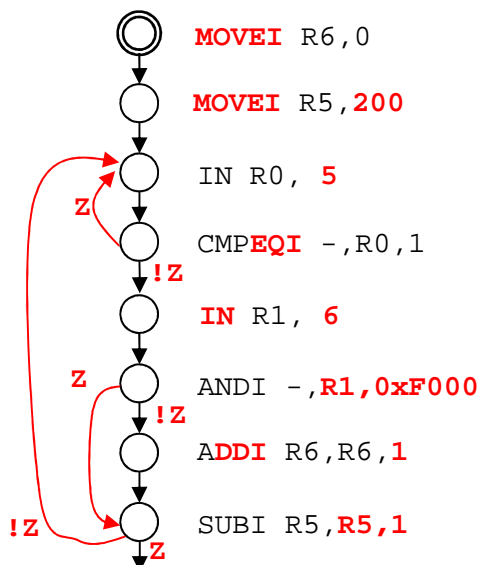 MOVEI R6,0
MOVEI R5,200
IN R0, 5
Z
CMPEQI -,R0,1
!Z
IN R1, 6
Z
ANDI -,R1,0xF000
!Z
ADDI R6,R6,1
!Z
SUBI R5,R5,1
Z